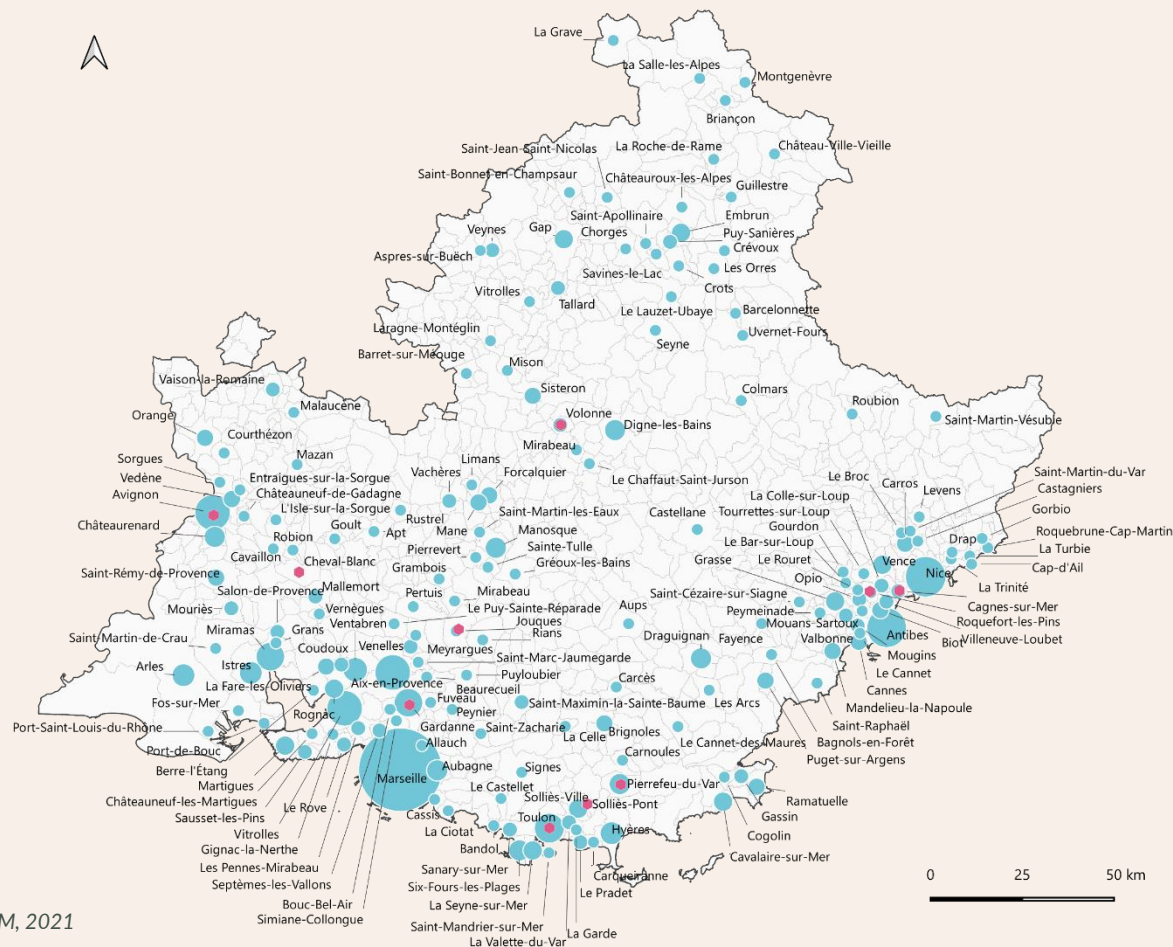 La Grave
La Salle-les-Alpes
Montgenèvre
Briançon
Saint-Jean-Saint-Nicolas
La Roche-de-Rame
Château-Ville-Vieille
Saint-Bonnet-en-Champsaur
Châteauroux-les-Alpes
Guillestre
Saint-Apollinaire
Embrun
Veynes
Gap
Chorges
Puy-Sanières
Crévoux
Aspres-sur-Buëch
Savines-le-Lac
Les Orres
Crots
Vitrolles
Tallard
Le Lauzet-Ubaye
Barcelonnette
Laragne-Montéglin
Seyne
Uvernet-Fours
Barret-sur-Méouge
Mison
Vaison-la-Romaine
Sisteron
Colmars
Malaucène
Volonne
Roubion
Orange
Digne-les-Bains
Saint-Martin-Vésubie
Courthézon
Mirabeau
Mazan
Limans
Sorgues
Vachères
Forcalquier
Le Chaffaut-Saint-Jurson
Le Broc
Saint-Martin-du-Var
Vedène
Entraigues-sur-la-Sorgue
Carros
Levens
Castagniers
Avignon
Châteauneuf-de-Gadagne
La Colle-sur-Loup
Gorbio
L'Isle-sur-la-Sorgue
Rustrel
Saint-Martin-les-Eaux
Castellane
Tourrettes-sur-Loup
Châteaurenard
Goult
Mane
Manosque
Gourdon
Roquebrune-Cap-Martin
Robion
Apt
Le Bar-sur-Loup
Drap
La Turbie
Cavaillon
Cheval-Blanc
Pierrevert
Sainte-Tulle
Grasse
Le Rouret
Vence
Cap-d'Ail
Saint-Rémy-de-Provence
Grambois
Gréoux-les-Bains
Opio
Nice
La Trinité
Salon-de-Provence
Mallemort
Pertuis
Mirabeau
Saint-Cézaire-sur-Siagne
Cagnes-sur-Mer
Mouriès
Vernègues
Le Puy-Sainte-Réparade
Aups
Peymeinade
Roquefort-les-Pins
Ventabren
Jouques
Mouans-Sartoux
Villeneuve-Loubet
Saint-Martin-de-Crau
Miramas
Grans
Rians
Draguignan
Fayence
Valbonne
Antibes
Biot
Coudoux
Venelles
Meyrargues
Mougins
Arles
Istres
Saint-Marc-Jaumegarde
Le Cannet
La Fare-les-Oliviers
Aix-en-Provence
Puyloubier
Carcès
Cannes
Fos-sur-Mer
Beaurecueil
Mandelieu-la-Napoule
Rognac
Fuveau
Saint-Maximin-la-Sainte-Baume
Les Arcs
Saint-Raphaël
Port-Saint-Louis-du-Rhône
Peynier
Bagnols-en-Forêt
Gardanne
Saint-Zacharie
La Celle
Brignoles
Le Cannet-des-Maures
Puget-sur-Argens
Port-de-Bouc
Allauch
Carnoules
Berre-l'Étang
Marseille
Aubagne
Signes
Pierrefeu-du-Var
Martigues
Le Castellet
Châteauneuf-les-Martigues
Le Rove
Solliès-Ville
Solliès-Pont
Ramatuelle
Sausset-les-Pins
Cassis
Toulon
Gassin
Vitrolles
La Ciotat
Hyères
Cogolin
Gignac-la-Nerthe
Bandol
Cavalaire-sur-Mer
Les Pennes-Mirabeau
Sanary-sur-Mer
Carqueiranne
Septèmes-les-Vallons
Six-Fours-les-Plages
Le Pradet
Bouc-Bel-Air
La Seyne-sur-Mer
Simiane-Collongue
Saint-Mandrier-sur-Mer
La Garde
La Valette-du-Var
0 25 50 km
M, 2021